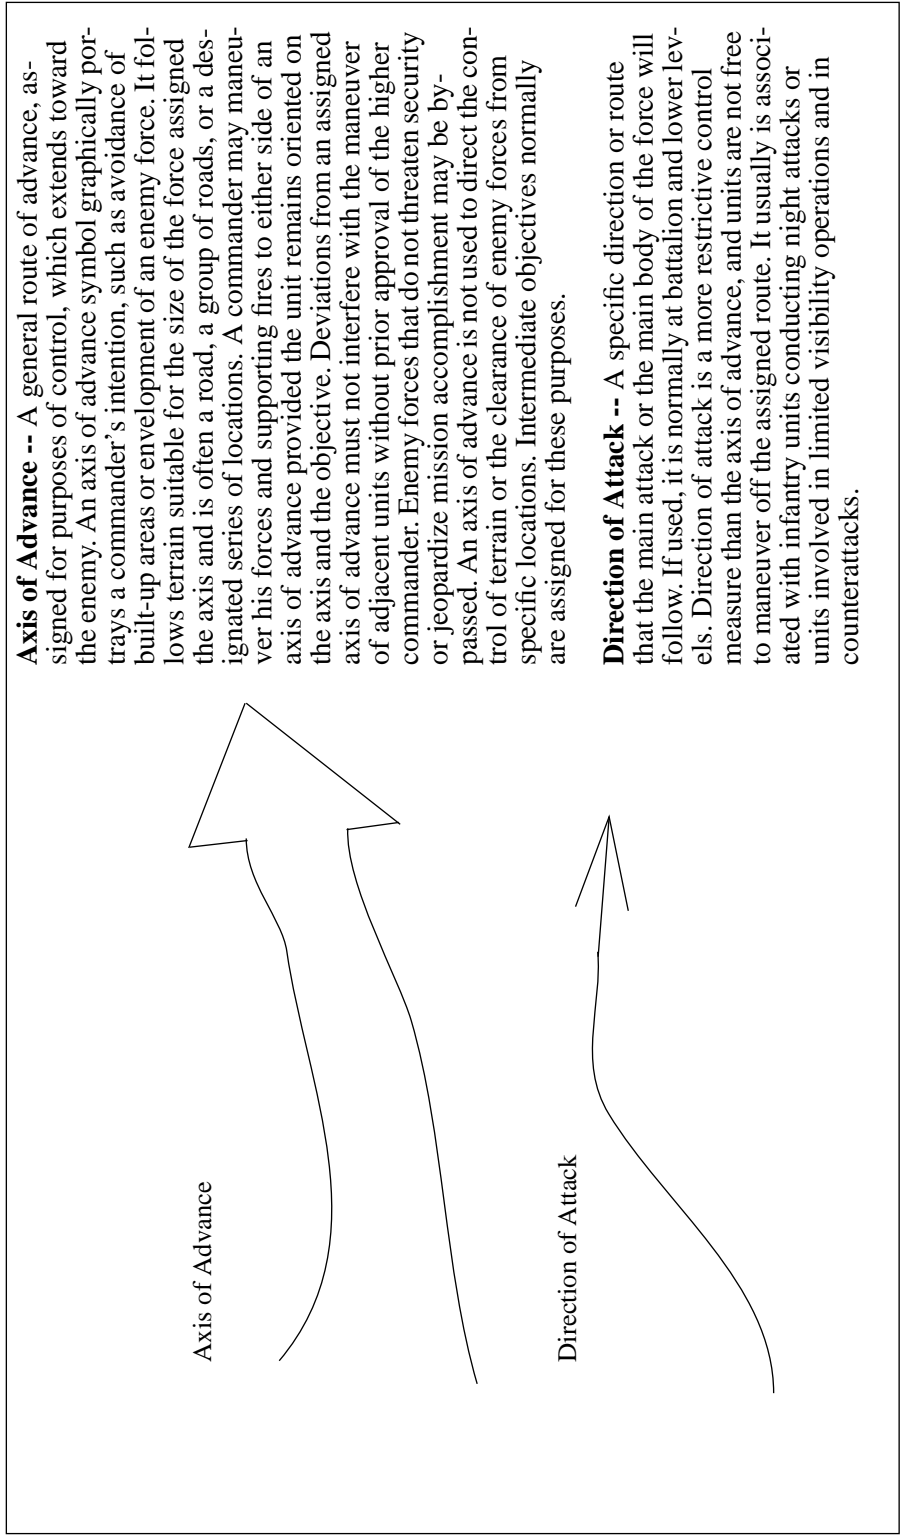 Axis of Advance
Direction of Attack
Axis of Advance -- A general route of advance, as-
signed for purposes of control, which extends toward
the enemy. An axis of advance symbol graphically por-
trays a commander's intention, such as avoidance of
built-up areas or envelopment of an enemy force. It fol-
lows terrain suitable for the size of the force assigned
the axis and is often a road, a group of roads, or a des-
ignated series of locations. A commander may maneu-
ver his forces and supporting fires to either side of an
axis of advance provided the unit remains oriented on
the axis and the objective. Deviations from an assigned
axis of advance must not interfere with the maneuver
of adjacent units without prior approval of the higher
commander. Enemy forces that do not threaten security
or jeopardize mission accomplishment may be by-
passed. An axis of advance is not used to direct the con-
trol of terrain or the clearance of enemy forces from
specific locations. Intermediate objectives normally
are assigned for these purposes.
Direction of Attack -- A specific direction or route
that the main attack or the main body of the force will
follow. If used, it is normally at battalion and lower lev-
els. Direction of attack is a more restrictive control
measure than the axis of advance, and units are not free
to maneuver off the assigned route. It usually is associ-
ated with infantry units conducting night attacks or
units involved in limited visibility operations and in
counterattacks.